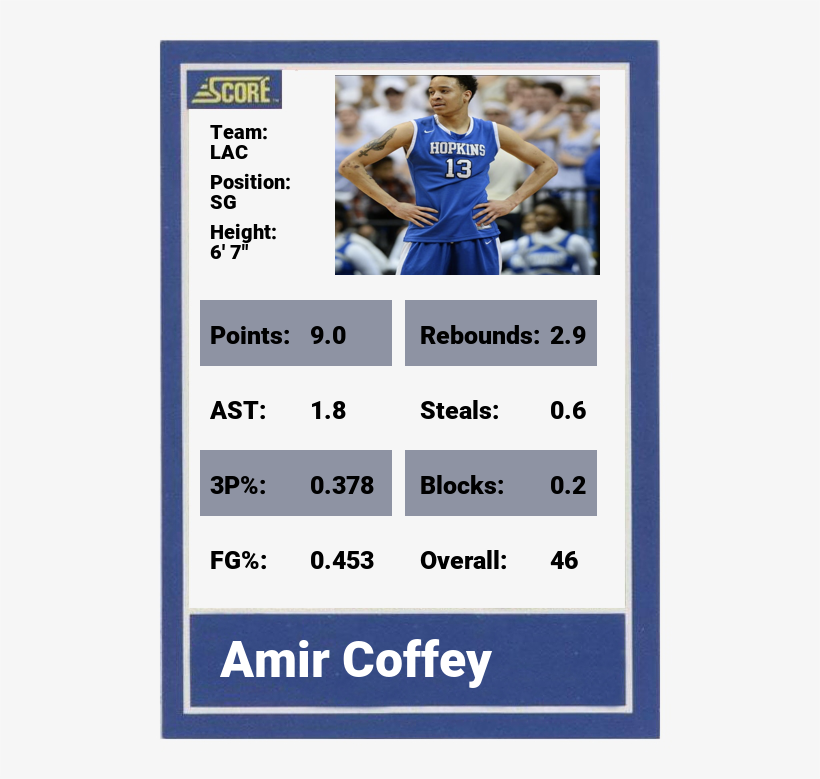 SCORE
Team:
LAC
Position:
SG
Height:
6' 7"
HOPKINS
13
Points: 9.0 Rebounds: 2.9
AST: 1.8 Steals: 0.6
3P%: 0.378 Blocks: 0.2
FG%: 0.453 Overall: 46
Amir Coffey